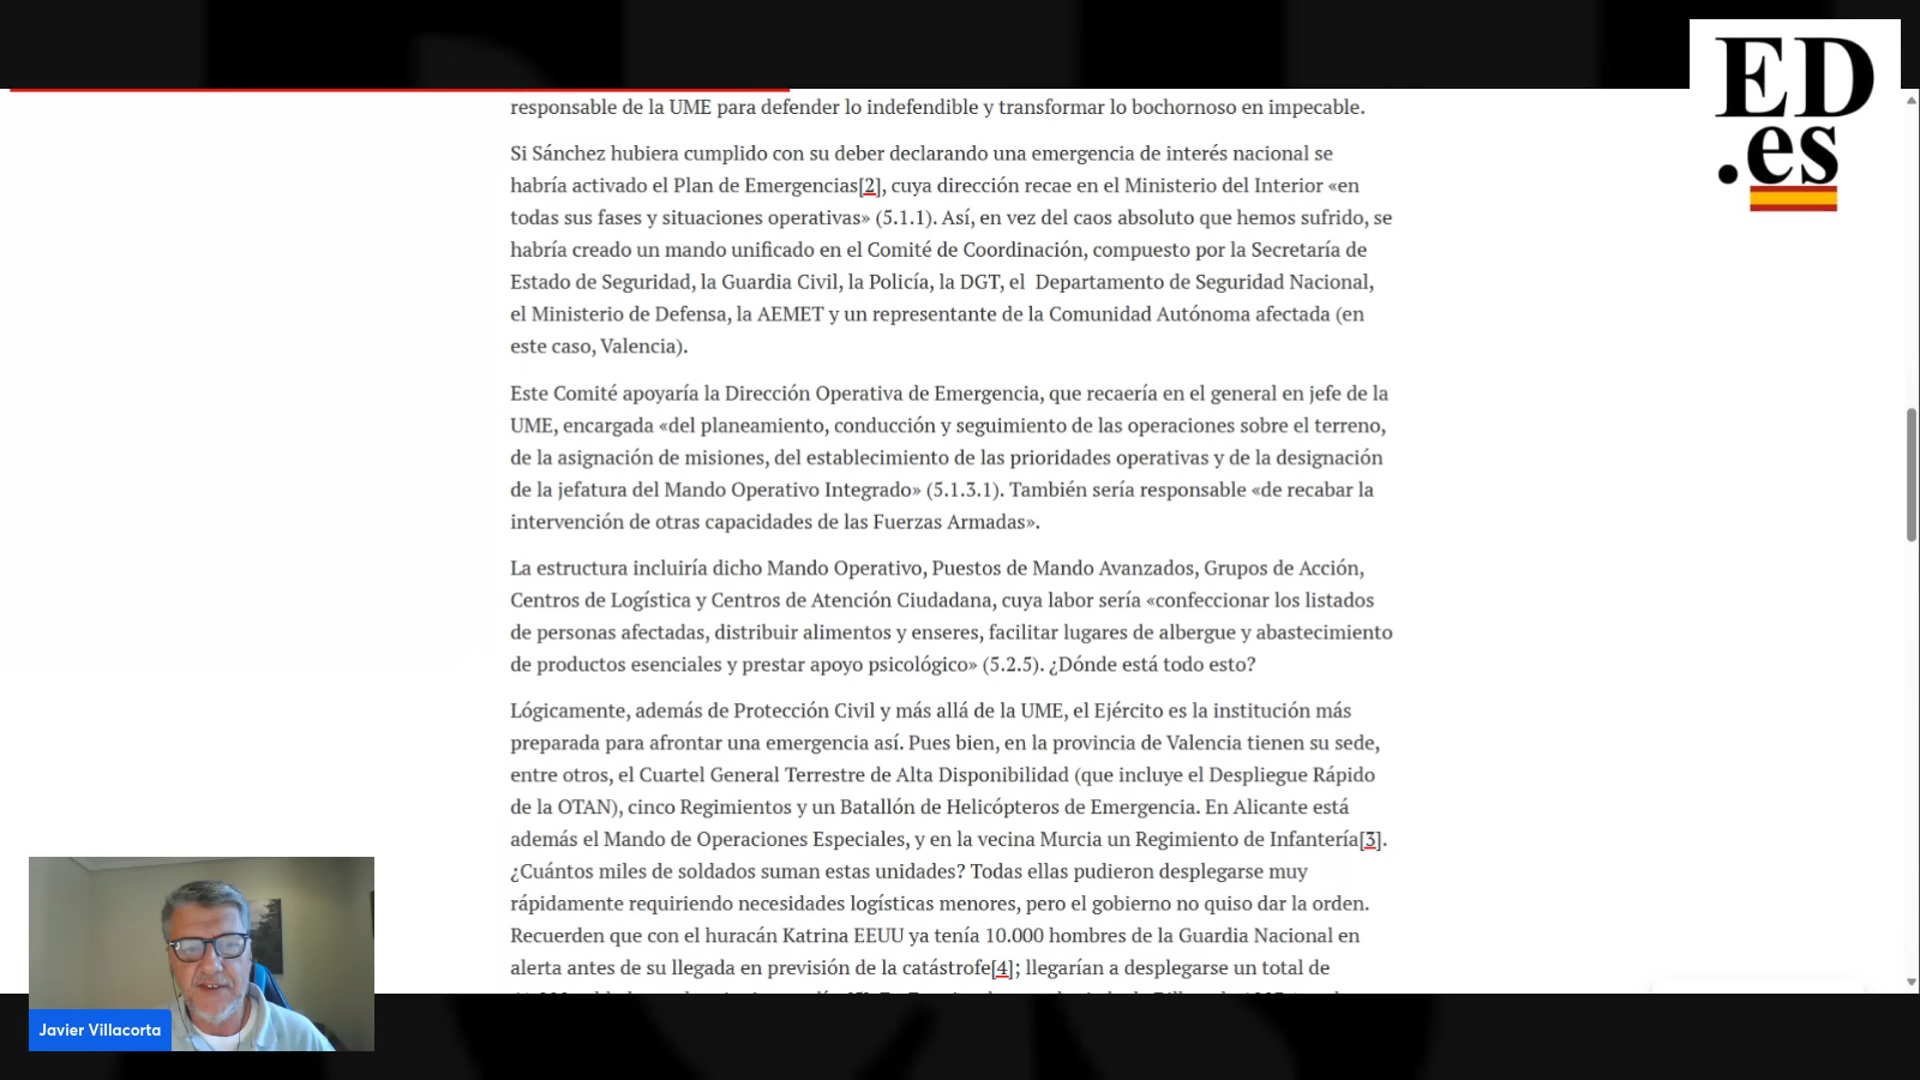 ED
.es
responsable de la UME para defender lo indefendible y transformar lo bochornoso en impecable.
Si Sánchez hubiera cumplido con su deber declarando una emergencia de interés nacional se
habría activado el Plan de Emergencias[2], cuya dirección recae en el Ministerio del Interior «en
todas sus fases y situaciones operativas» (5.1.1). Así, en vez del caos absoluto que hemos sufrido, se
habría creado un mando unificado en el Comité de Coordinación, compuesto por la Secretaría de
Estado de Seguridad, la Guardia Civil, la Policía, la DGT, el Departamento de Seguridad Nacional,
el Ministerio de Defensa, la AEMET y un representante de la Comunidad Autónoma afectada (en
este caso, Valencia).
Este Comité apoyaría la Dirección Operativa de Emergencia, que recaería en el general en jefe de la
UME, encargada «del planeamiento, conducción y seguimiento de las operaciones sobre el terreno,
de la asignación de misiones, del establecimiento de las prioridades operativas y de la designación
de la jefatura del Mando Operativo Integrado» (5.1.3.1). También sería responsable «de recabar la
intervención de otras capacidades de las Fuerzas Armadas».
La estructura incluiría dicho Mando Operativo, Puestos de Mando Avanzados, Grupos de Acción,
Centros de Logística y Centros de Atención Ciudadana, cuya labor sería «confeccionar los listados
de personas afectadas, distribuir alimentos y enseres, facilitar lugares de albergue y abastecimiento
de productos esenciales y prestar apoyo psicológico» (5.2.5). ¿Dónde está todo esto?
Lógicamente, además de Protección Civil y más allá de la UME, el Ejército es la institución más
preparada para afrontar una emergencia así. Pues bien, en la provincia de Valencia tienen su sede,
entre otros, el Cuartel General Terrestre de Alta Disponibilidad (que incluye el Despliegue Rápido
de la OTAN), cinco Regimientos y un Batallón de Helicópteros de Emergencia. En Alicante está
además el Mando de Operaciones Especiales, y en la vecina Murcia un Regimiento de Infantería[3].
¿Cuántos miles de soldados suman estas unidades? Todas ellas pudieron desplegarse muy
rápidamente requiriendo necesidades logísticas menores, pero el gobierno no quiso dar la orden.
Recuerden que con el huracán Katrina EEUU ya tenía 10.000 hombres de la Guardia Nacional en
alerta antes de su llegada en previsión de la catástrofe[4]; llegarían a desplegarse un total de
Javier Villacorta